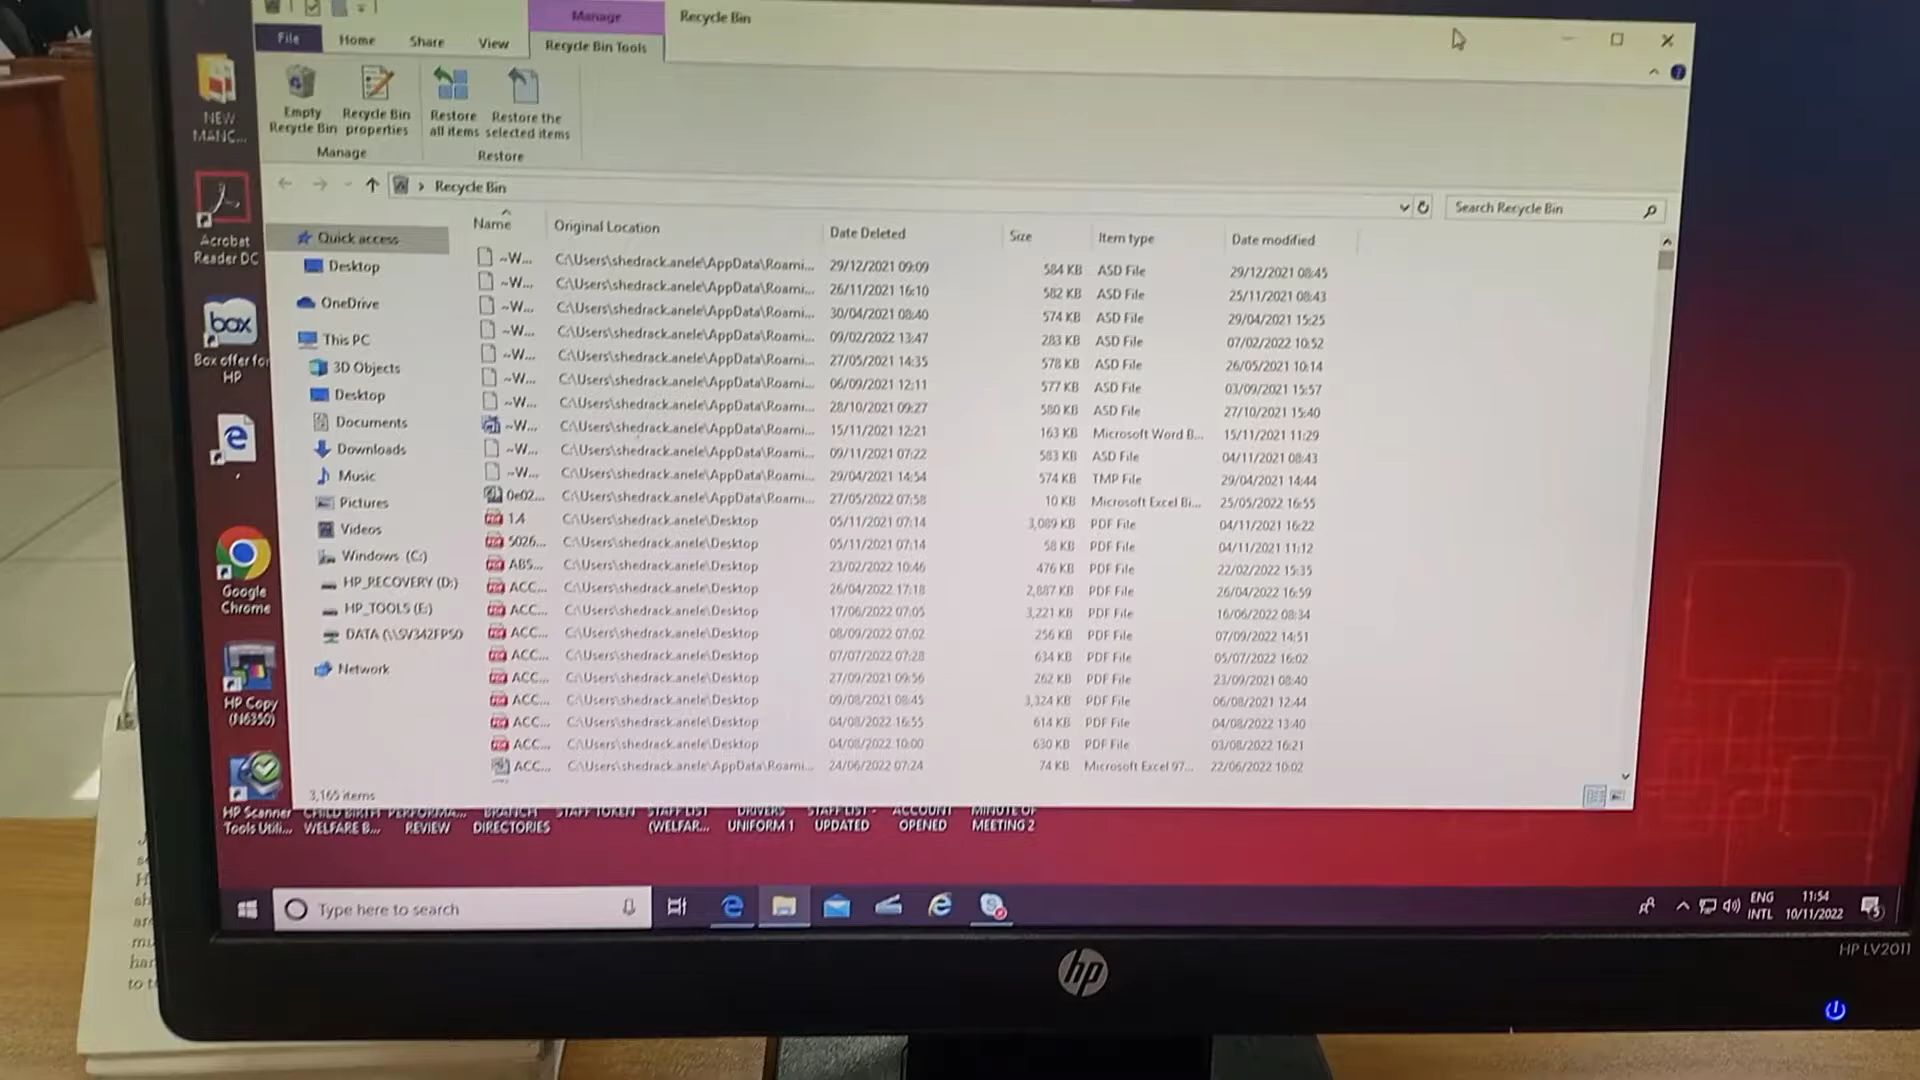 Manage Recycle Bin
File Home Share View Recycle Bin Tools
Empty Recycle Bin
Recycle Bin properties
Restore all items
Restore the selected items
Manage Restore
Recycle Bin
Search Recycle Bin
Name Original Location Date Deleted Size Item type Date modified
~W... C:\Users\shedrack.anele\AppData\Roami... 29/12/2021 09:09 584 KB ASD File 29/12/2021 08:45
~W... C:\Users\shedrack.anele\AppData\Roami... 26/11/2021 16:10 582 KB ASD File 25/11/2021 08:43
~W... C:\Users\shedrack.anele\AppData\Roami... 30/04/2021 08:40 574 KB ASD File 29/04/2021 15:25
~W... C:\Users\shedrack.anele\AppData\Roami... 09/02/2022 13:47 283 KB ASD File 07/02/2022 10:52
~W... C:\Users\shedrack.anele\AppData\Roami... 27/05/2021 14:35 578 KB ASD File 26/05/2021 10:14
~W... C:\Users\shedrack.anele\AppData\Roami... 06/09/2021 12:11 577 KB ASD File 03/09/2021 15:57
~W... C:\Users\shedrack.anele\AppData\Roami... 28/10/2021 09:27 580 KB ASD File 27/10/2021 15:40
~W... C:\Users\shedrack.anele\AppData\Roami... 15/11/2021 12:21 163 KB Microsoft Word B... 15/11/2021 11:29
~W... C:\Users\shedrack.anele\AppData\Roami... 09/11/2021 07:22 583 KB ASD File 04/11/2021 08:43
~W... C:\Users\shedrack.anele\AppData\Roami... 29/04/2021 14:54 574 KB TMP File 29/04/2021 14:44
0e02... C:\Users\shedrack.anele\AppData\Roami... 27/05/2022 07:58 10 KB Microsoft Excel Bi... 25/05/2022 16:55
1.4 C:\Users\shedrack.anele\Desktop 05/11/2021 07:14 3,089 KB PDF File 04/11/2021 16:22
5026... C:\Users\shedrack.anele\Desktop 05/11/2021 07:14 58 KB PDF File 04/11/2021 11:12
ABS... C:\Users\shedrack.anele\Desktop 23/02/2022 10:46 476 KB PDF File 22/02/2022 15:35
ACC... C:\Users\shedrack.anele\Desktop 26/04/2022 17:18 2,887 KB PDF File 26/04/2022 16:59
ACC... C:\Users\shedrack.anele\Desktop 17/06/2022 07:05 3,221 KB PDF File 16/06/2022 08:34
ACC... C:\Users\shedrack.anele\Desktop 08/09/2022 07:02 256 KB PDF File 07/09/2022 14:51
ACC... C:\Users\shedrack.anele\Desktop 07/07/2022 07:28 634 KB PDF File 05/07/2022 16:02
ACC... C:\Users\shedrack.anele\Desktop 27/09/2021 09:56 262 KB PDF File 23/09/2021 08:40
ACC... C:\Users\shedrack.anele\Desktop 09/08/2021 08:45 3,324 KB PDF File 06/08/2021 12:44
ACC... C:\Users\shedrack.anele\Desktop 04/08/2022 16:55 614 KB PDF File 04/08/2022 13:40
ACC... C:\Users\shedrack.anele\Desktop 04/08/2022 10:00 630 KB PDF File 03/08/2022 16:21
ACC... C:\Users\shedrack.anele\AppData\Roami... 24/06/2022 07:24 74 KB Microsoft Excel 97... 22/06/2022 10:02
Quick access
Desktop
OneDrive
This PC
3D Objects
Desktop
Documents
Downloads
Music
Pictures
Videos
Windows (C:)
HP_RECOVERY (D:)
HP_TOOLS (E:)
DATA (\\SV342FPS0
Network
3,165 items
NEW
MANC...
Acrobat
Reader DC
box
Box offer for
HP
Google
Chrome
HP Copy
(N6350)
HP Scanner
Tools Utili...
CHILD BIRTH
WELFARE B...
PERFORMA...
REVIEW
BRANCH
DIRECTORIES
STAFF TOKEN
STAFF LIST
(WELFAR...
DRIVERS
UNIFORM 1
STAFF LIST -
UPDATED
ACCOUNT
OPENED
MINUTE OF
MEETING 2
Type here to search
ENG
INTL
11:54
10/11/2022
5
HP LV2011
hp